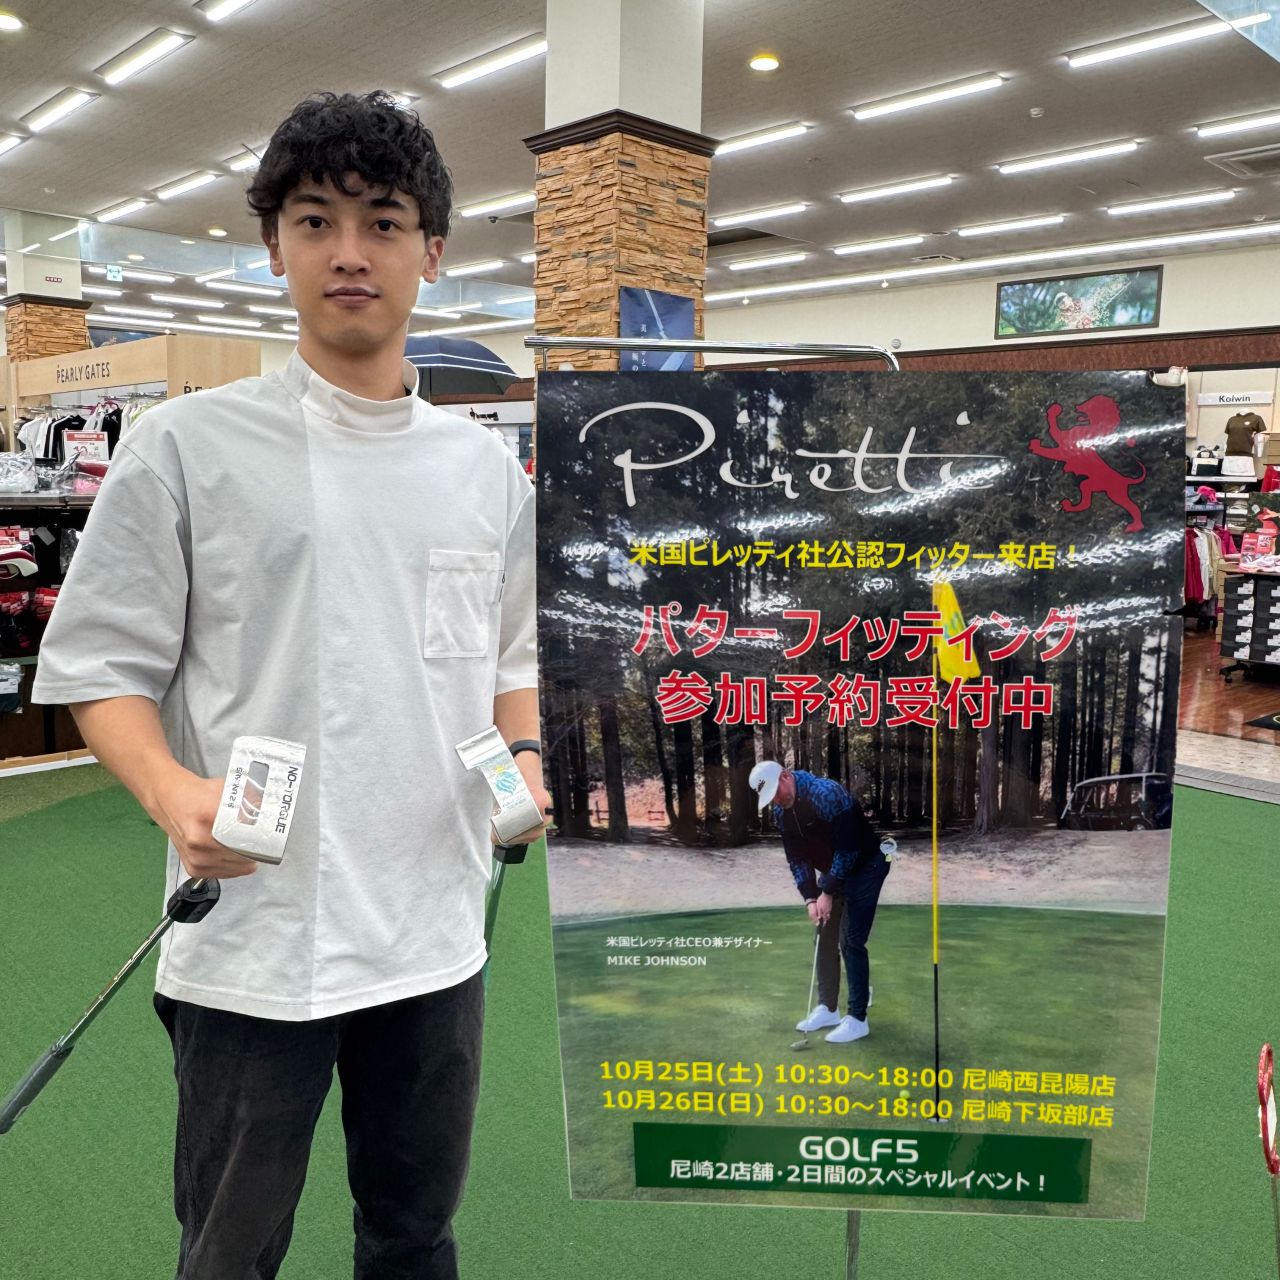 PEARLY GATES
Kolwin
Piretti
米国ピレッティ社公認フィッター来店！
パターフィッティング
参加予約受付中
NO-TORQUE
米国ピレッティ社CEO兼デザイナー
MIKE JOHNSON
10月25日(土) 10:30～18:00 尼崎西昆陽店
10月26日(日) 10:30～18:00 尼崎下坂部店
GOLF5
尼崎2店舗・2日間のスペシャルイベント！